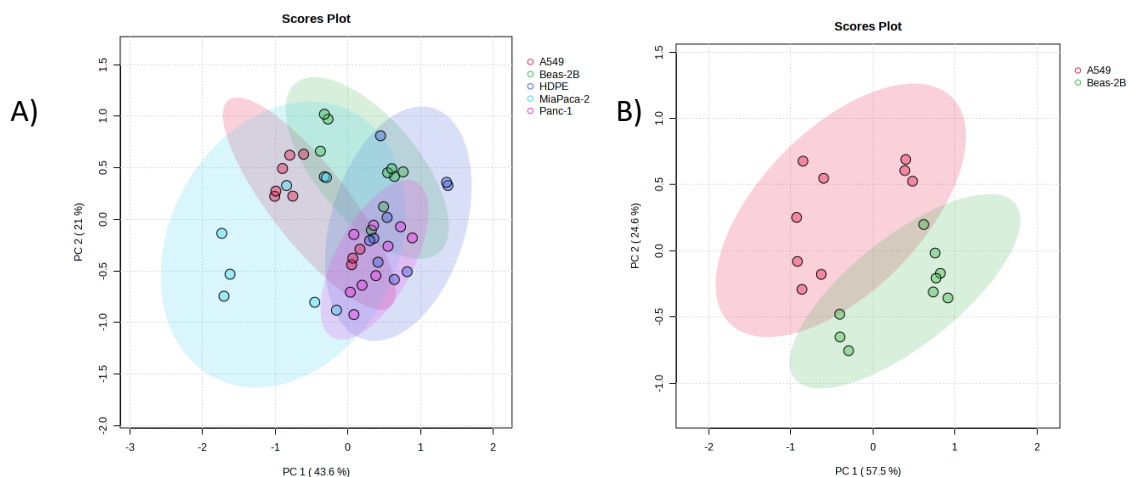 A)
Scores Plot
PC 2 ( 21 %)
1.5
1.0
0.5
0.0
-0.5
-1.0
-1.5
-2.0
-3 -2 -1 0 1 2
PC 1 ( 43.6 %)
A549
Beas-2B
HDPE
MiaPaca-2
Panc-1
B)
Scores Plot
PC 2 ( 24.6 %)
1.5
1.0
0.5
0.0
-0.5
-1.0
-2 -1 0 1 2
PC 1 ( 57.5 %)
A549
Beas-2B